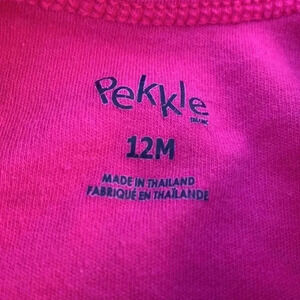 Pekkle
12M
MADE IN THAILAND
FABRIQUÉ EN THAÏLANDE